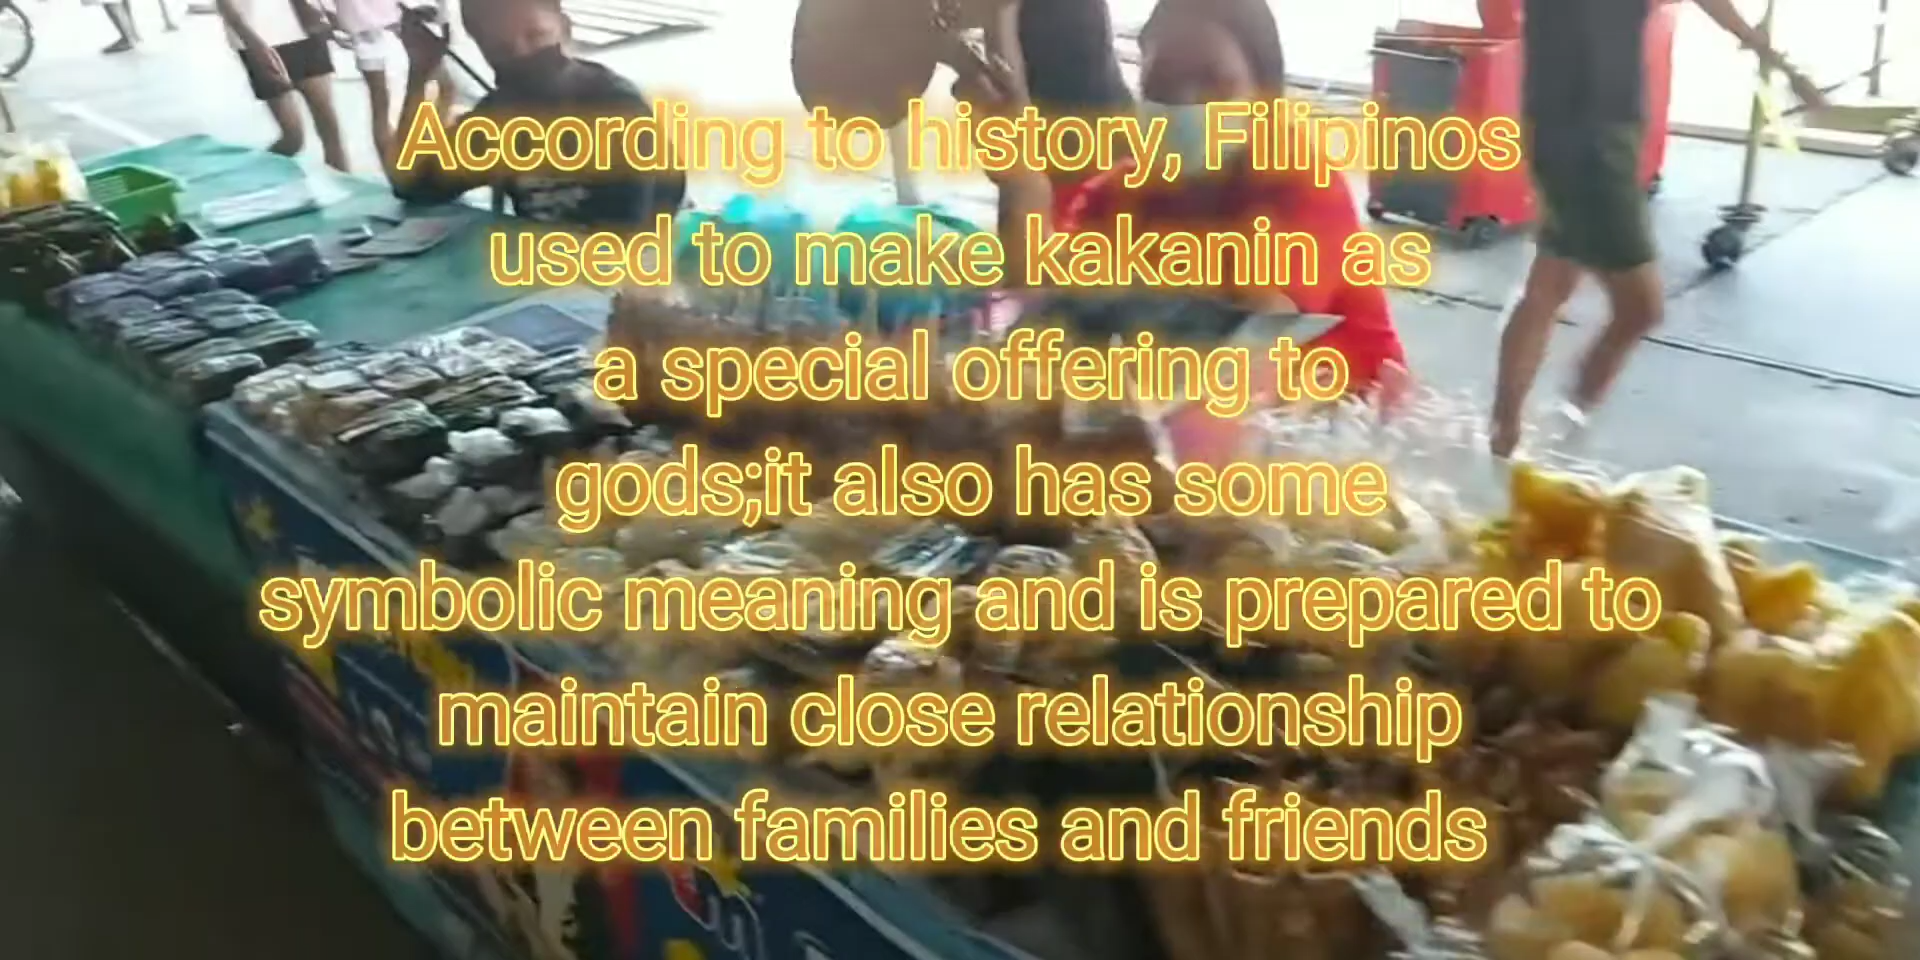 According to history, Filipinos
used to make kakanin as
a special offering to
gods;it also has some
symbolic meaning and is prepared to
maintain close relationship
between families and friends